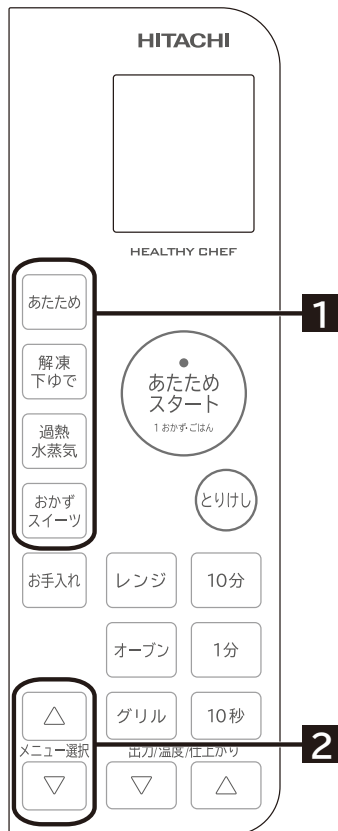 HITACHI
HEALTHY CHEF
あたため
1
解凍
下ゆで
あたため
スタート
1 おかず・ごはん
過熱
水蒸気
おかず
スイーツ
とりけし
お手入れ
レンジ
10分
オーブン
1分
△
グリル
10秒
メニュー選択
出力/温度/仕上がり
2
▽
▽
△